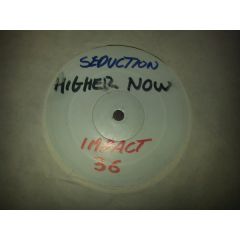 SEDUCTION
HIGHER NOW
IMPACT
36